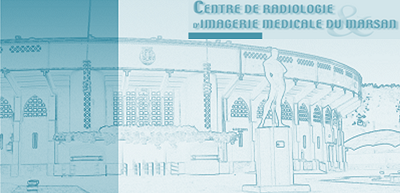 CENTRE DE RADIOLOGIE
& D'IMAGERIE MEDICALE DU MARSAN